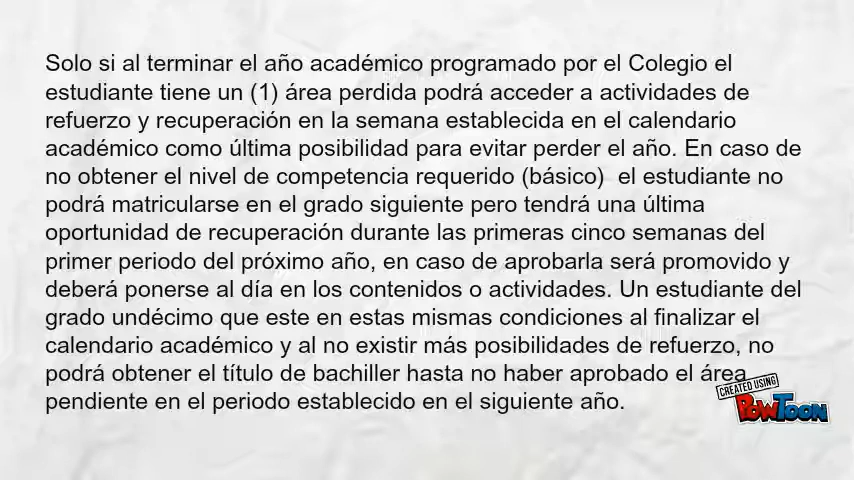 Solo si al terminar el año académico programado por el Colegio el
estudiante tiene un (1) área perdida podrá acceder a actividades de
refuerzo y recuperación en la semana establecida en el calendario
académico como última posibilidad para evitar perder el año. En caso de
no obtener el nivel de competencia requerido (básico)  el estudiante no
podrá matricularse en el grado siguiente pero tendrá una última
oportunidad de recuperación durante las primeras cinco semanas del
primer periodo del próximo año, en caso de aprobarla será promovido y
deberá ponerse al día en los contenidos o actividades. Un estudiante del
grado undécimo que este en estas mismas condiciones al finalizar el
calendario académico y al no existir más posibilidades de refuerzo, no
podrá obtener el título de bachiller hasta no haber aprobado el área
pendiente en el periodo establecido en el siguiente año.
CREATED USING
POWTOON